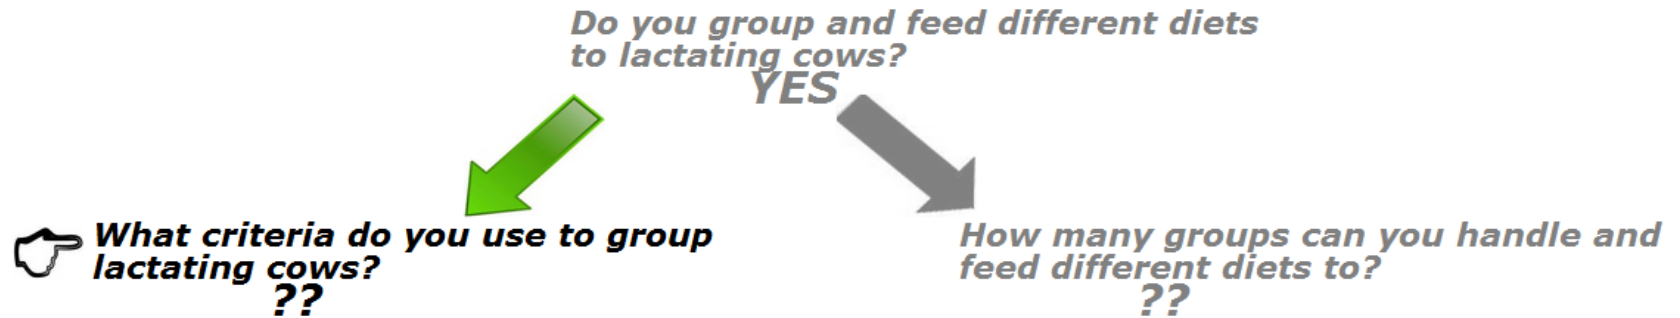 Do you group and feed different diets
to lactating cows?
YES
What criteria do you use to group
lactating cows?
??
How many groups can you handle and
feed different diets to?
??